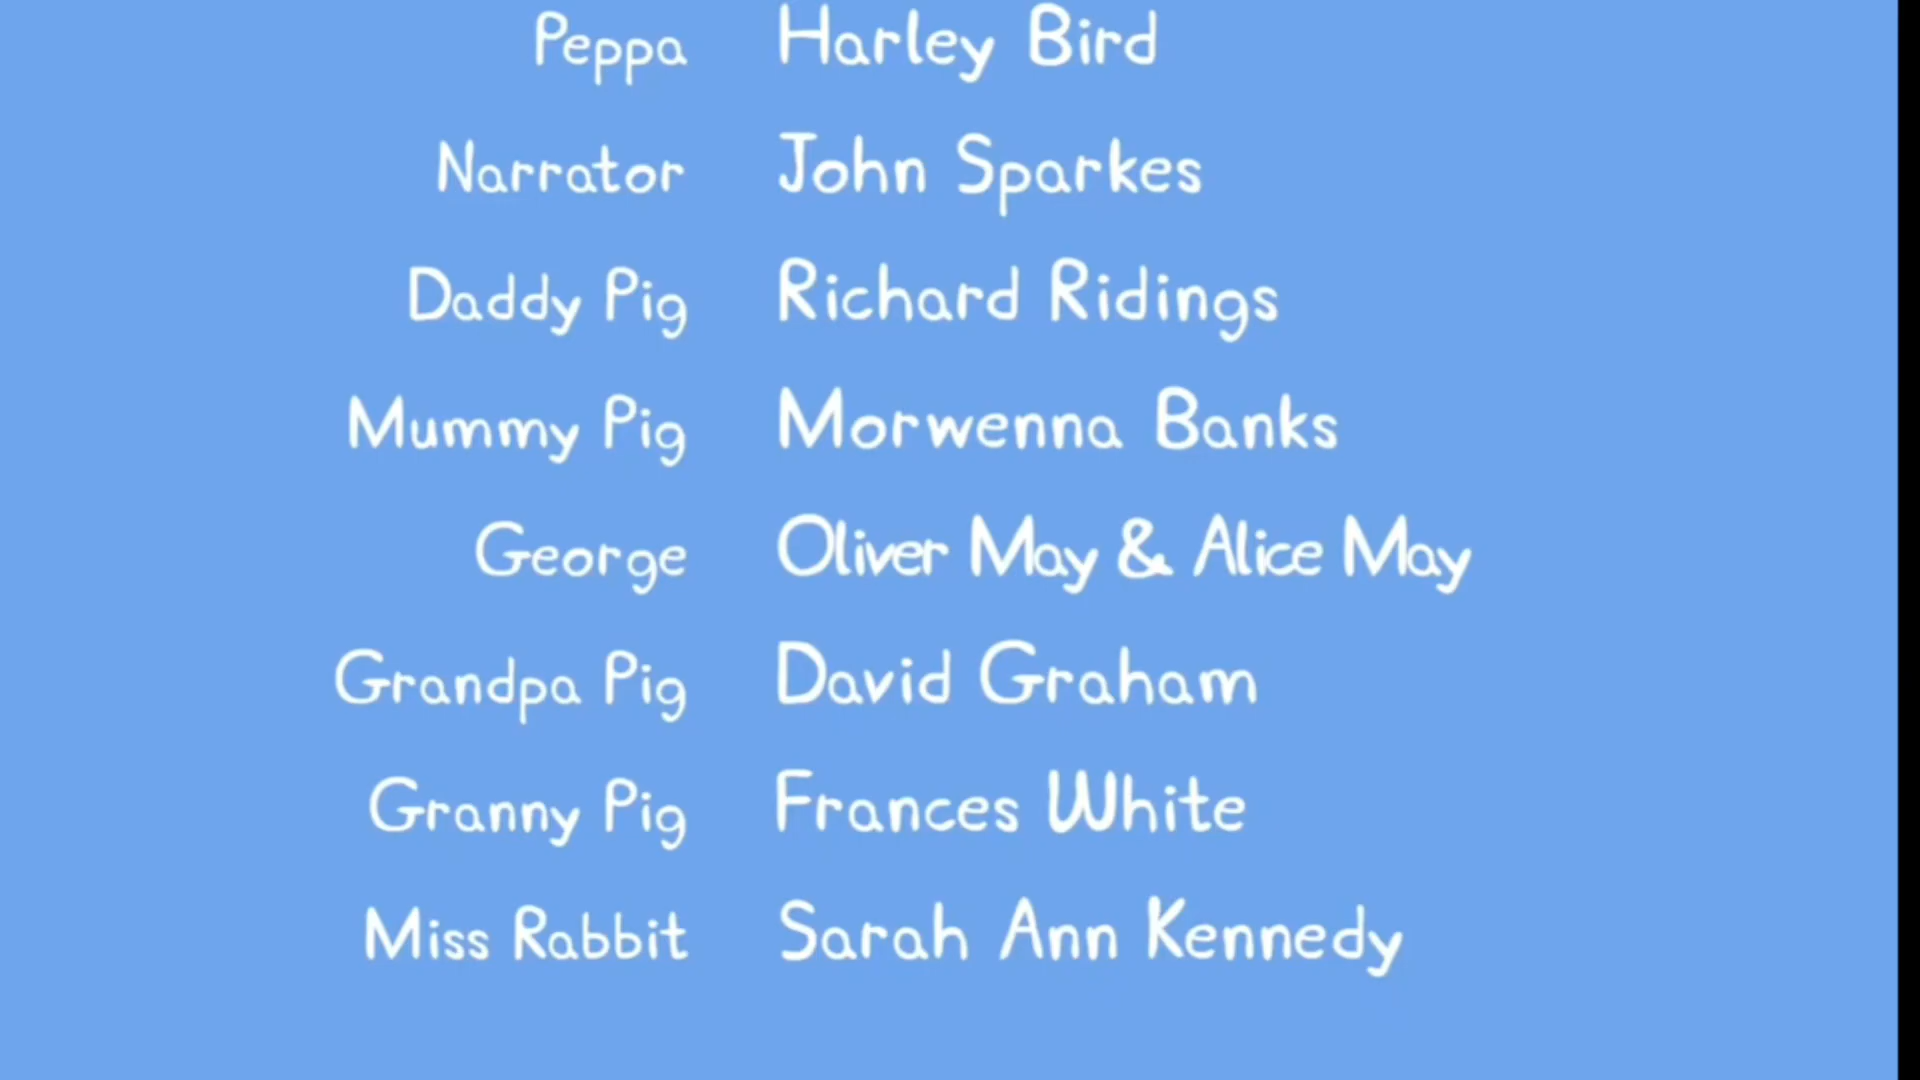 Peppa Harley Bird
Narrator John Sparkes
Daddy Pig Richard Ridings
Mummy Pig Morwenna Banks
George Oliver May & Alice May
Grandpa Pig David Graham
Granny Pig Frances White
Miss Rabbit Sarah Ann Kennedy